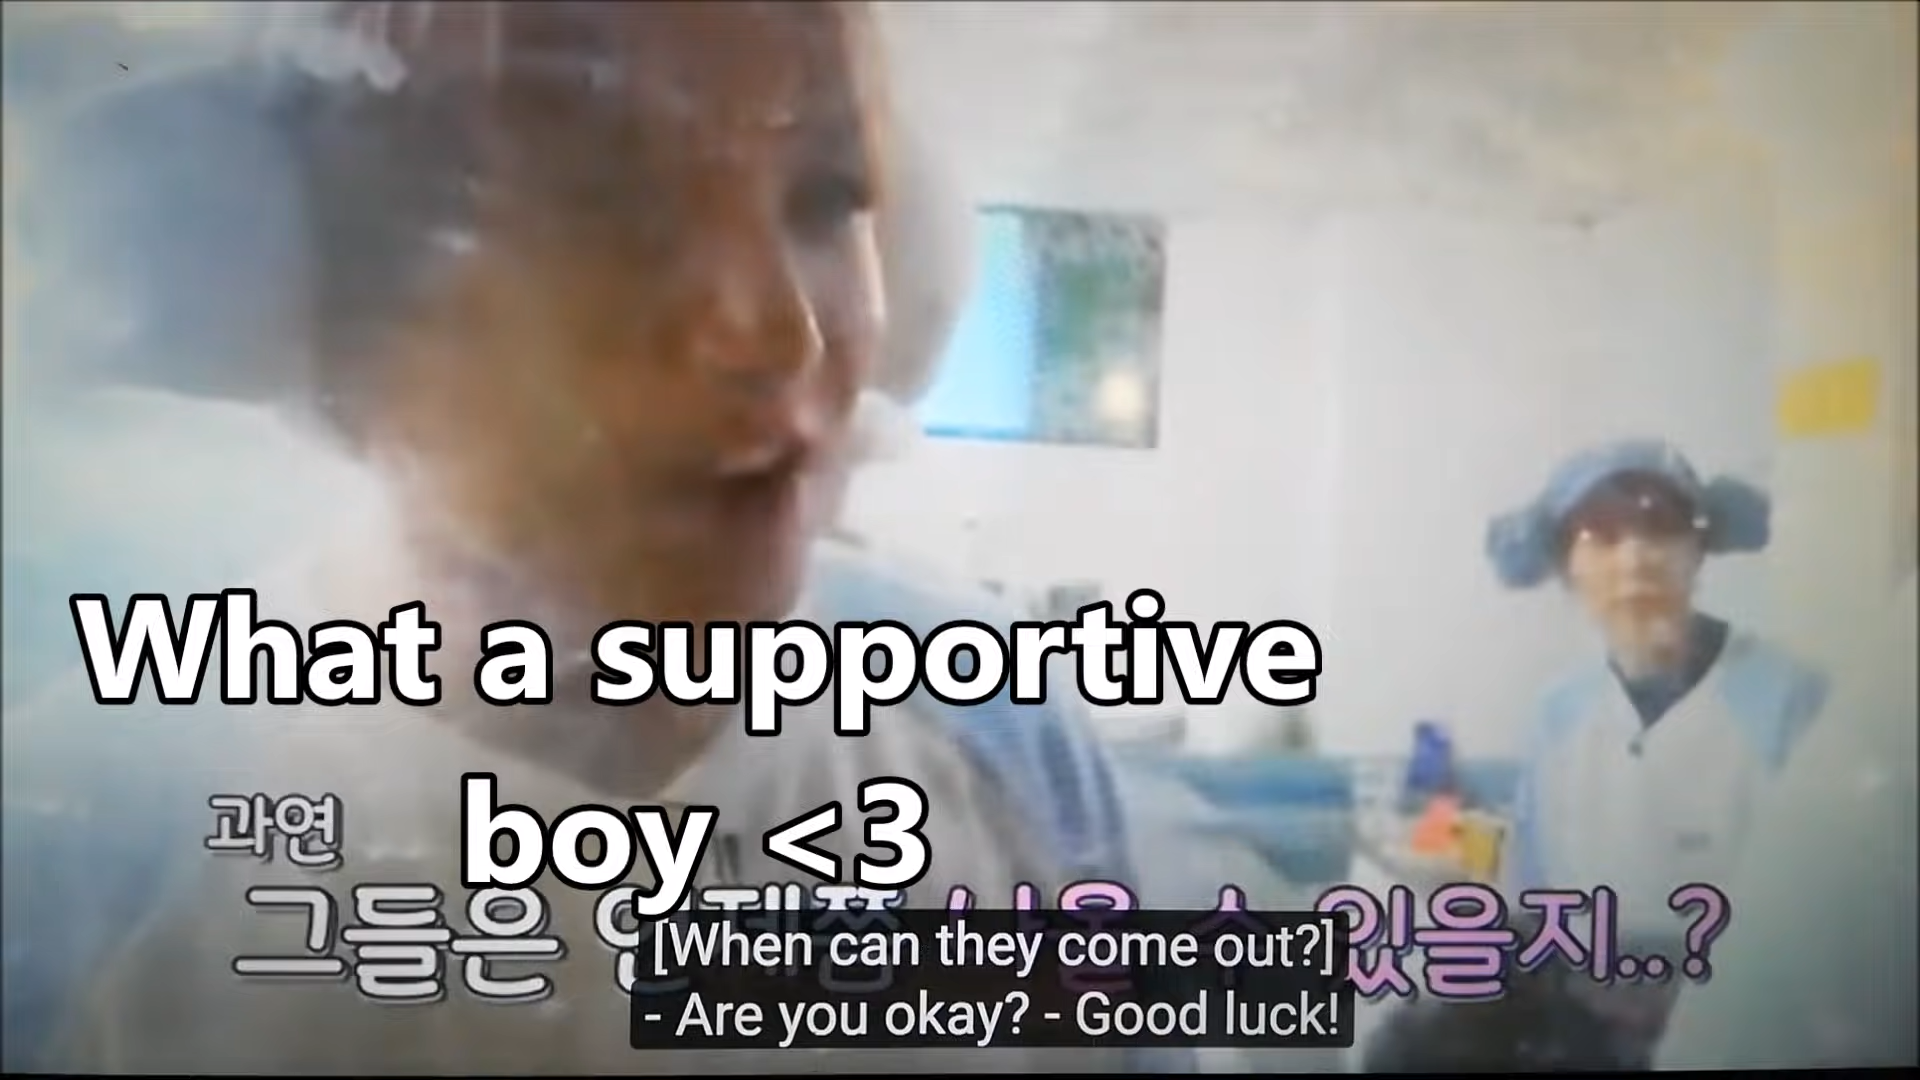 What a supportive
boy <3
과연
그들은 수 있을지..?
[When can they come out?]
- Are you okay? - Good luck!